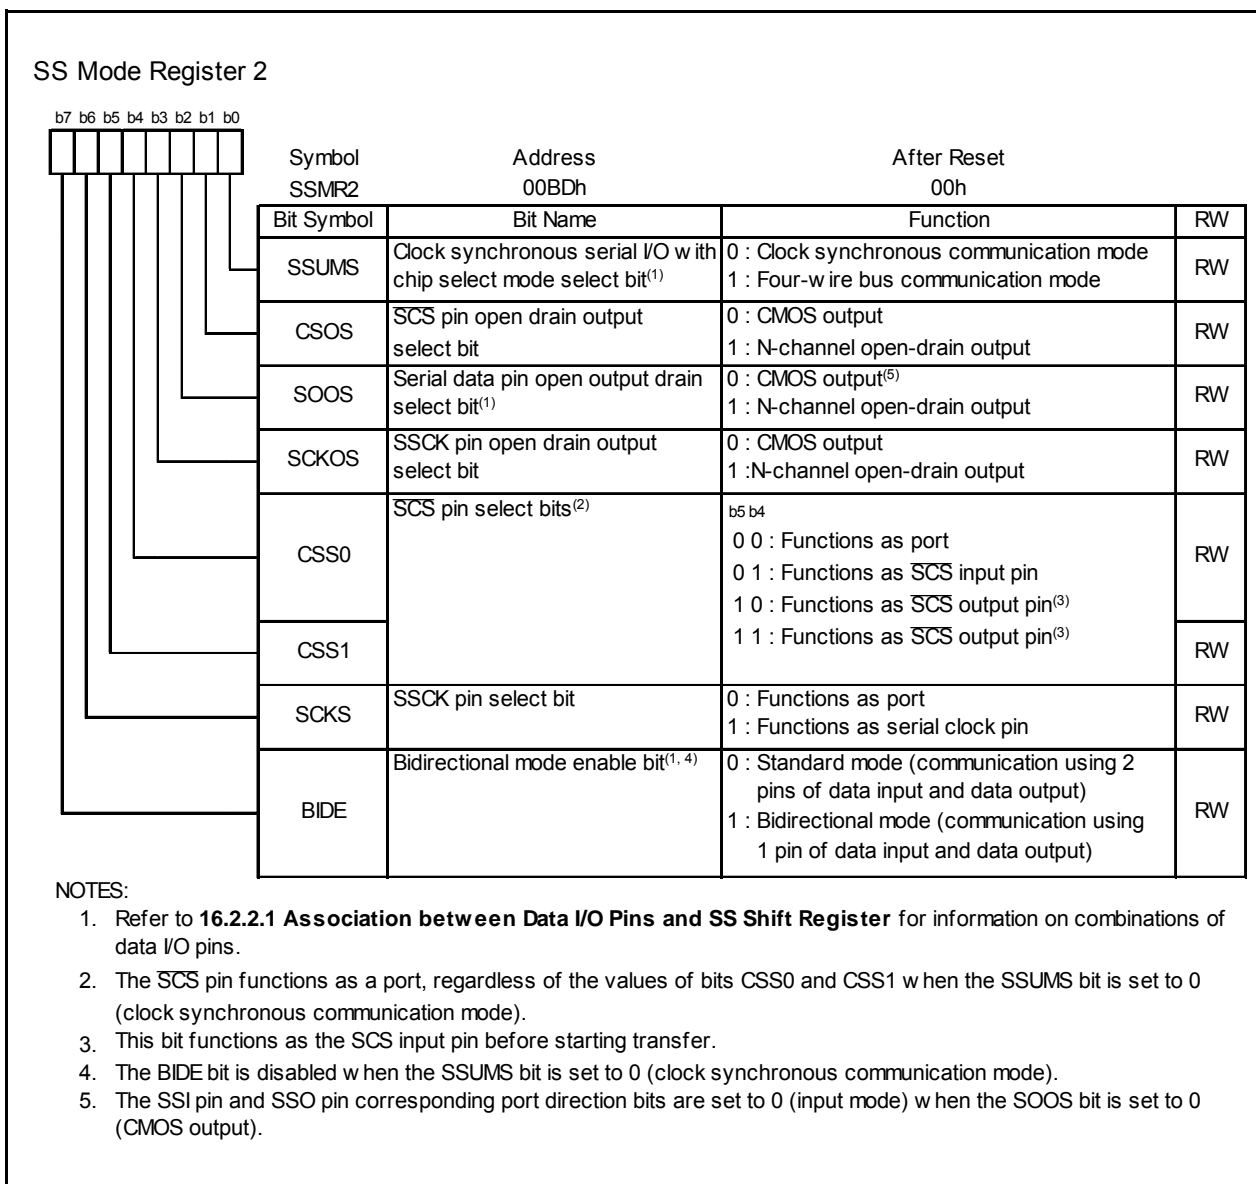 SS Mode Register 2
b7 b6 b5 b4 b3 b2 b1 b0
Symbol Address After Reset
SSMR2 00BDh 00h
Bit Symbol Bit Name Function RW
SSUMS Clock synchronous serial I/O with chip select mode select bit(1) 0 : Clock synchronous communication mode RW
1 : Four-wire bus communication mode
CSOS SCS pin open drain output select bit 0 : CMOS output RW
1 : N-channel open-drain output
SOOS Serial data pin open output drain select bit(1) 0 : CMOS output(5) RW
1 : N-channel open-drain output
SCKOS SSCK pin open drain output select bit 0 : CMOS output RW
1 :N-channel open-drain output
CSS0 SCS pin select bits(2) b5 b4 RW
0 0 : Functions as port
0 1 : Functions as SCS input pin
1 0 : Functions as SCS output pin(3)
1 1 : Functions as SCS output pin(3)
CSS1 RW
SCKS SSCK pin select bit 0 : Functions as port RW
1 : Functions as serial clock pin
BIDE Bidirectional mode enable bit(1, 4) 0 : Standard mode (communication using 2 RW
pins of data input and data output)
1 : Bidirectional mode (communication using
1 pin of data input and data output)
NOTES:
1. Refer to 16.2.2.1 Association between Data I/O Pins and SS Shift Register for information on combinations of
data I/O pins.
2. The SCS pin functions as a port, regardless of the values of bits CSS0 and CSS1 when the SSUMS bit is set to 0
(clock synchronous communication mode).
3. This bit functions as the SCS input pin before starting transfer.
4. The BIDE bit is disabled when the SSUMS bit is set to 0 (clock synchronous communication mode).
5. The SSI pin and SSO pin corresponding port direction bits are set to 0 (input mode) when the SOOS bit is set to 0
(CMOS output).